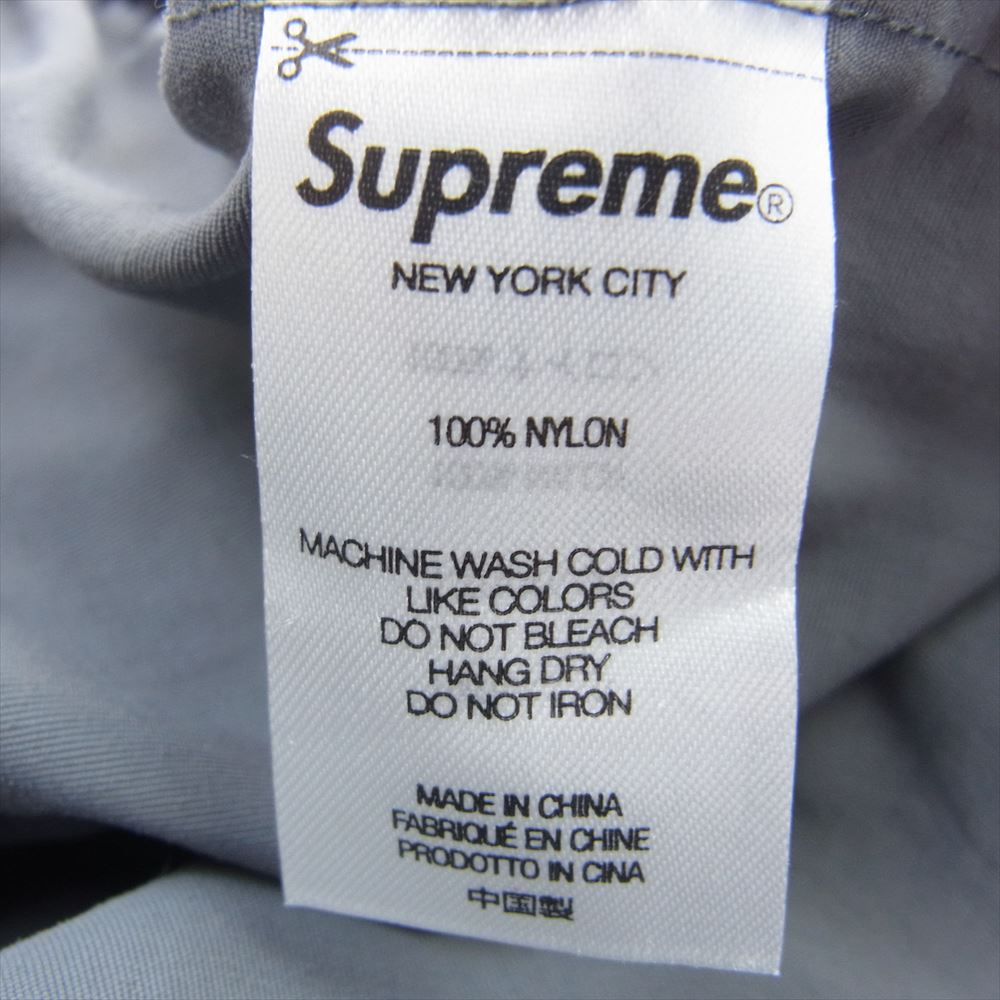 Supreme®
NEW YORK CITY
100% NYLON
MACHINE WASH COLD WITH
LIKE COLORS
DO NOT BLEACH
HANG DRY
DO NOT IRON
MADE IN CHINA
FABRIQUÉ EN CHINE
PRODOTTO IN CINA
中国製